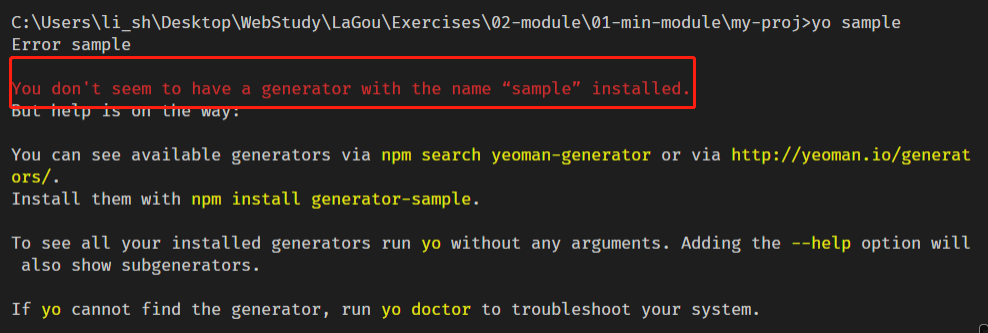 C:\Users\li_sh\Desktop\WebStudy\LaGou\Exercises\02-module\01-min-module\my-proj>yo sample
Error sample
You don't seem to have a generator with the name “sample” installed.
But help is on the way:
You can see available generators via npm search yeoman-generator or via http://yeoman.io/generat
ors/.
Install them with npm install generator-sample.
To see all your installed generators run yo without any arguments. Adding the --help option will
also show subgenerators.
If yo cannot find the generator, run yo doctor to troubleshoot your system.